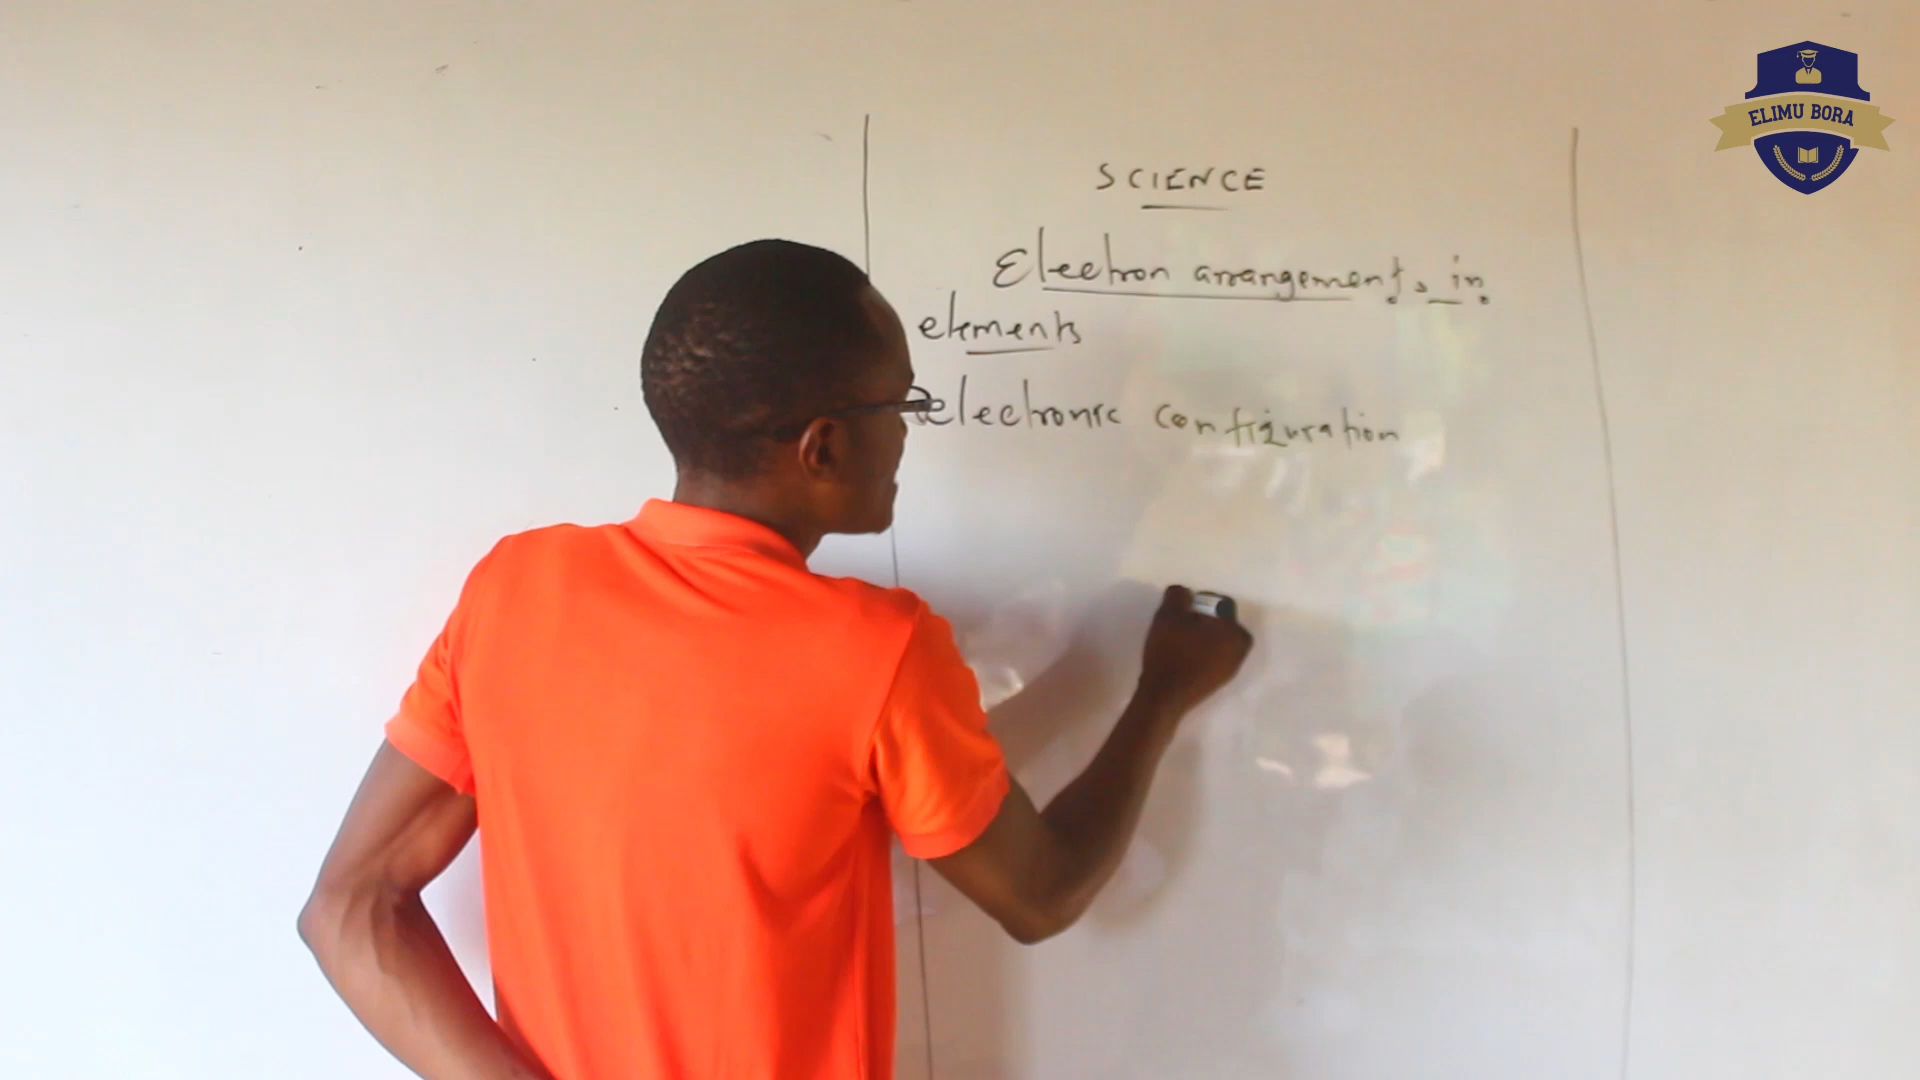 ELIMU BORA
SCIENCE
Electron arrangements in
elements
electronic configuration